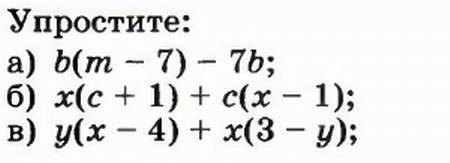 Упростите:
а) b(m − 7) − 7b;
б) x(c + 1) + c(x − 1);
в) y(x − 4) + x(3 − y);